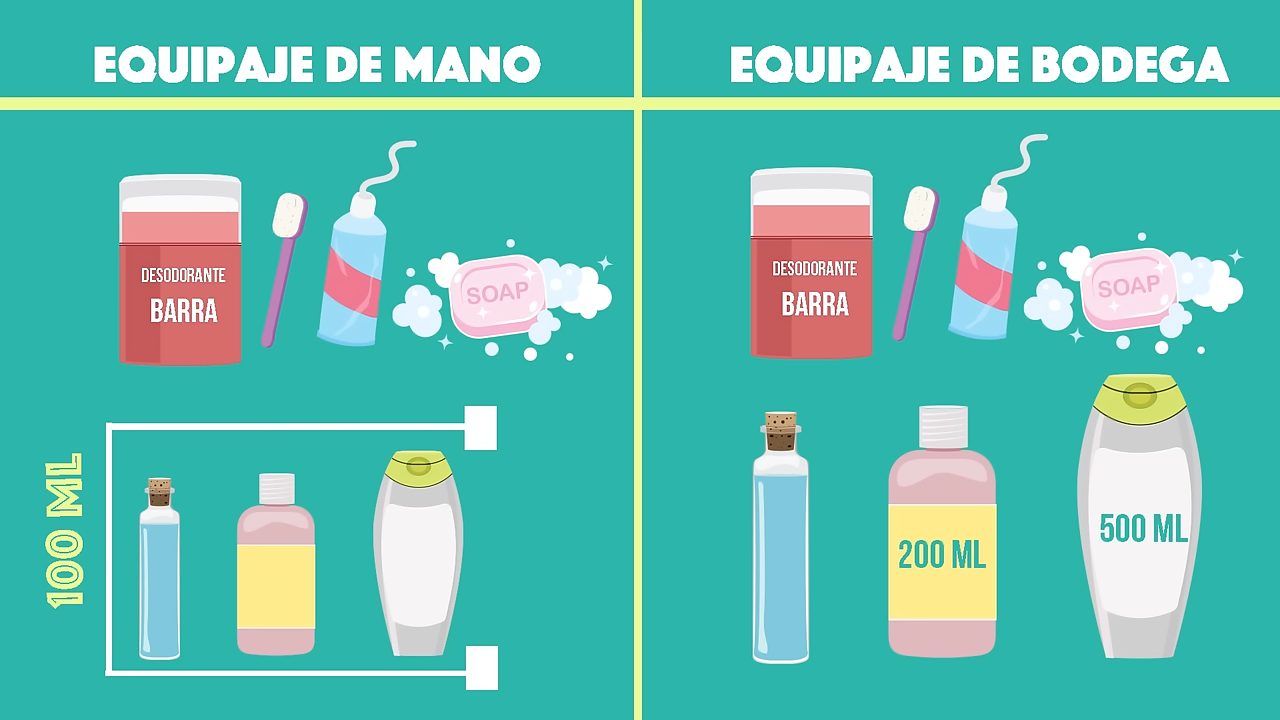 EQUIPAJE DE MANO
DESODORANTE
BARRA
SOAP
100 ML
EQUIPAJE DE BODEGA
DESODORANTE
BARRA
SOAP
200 ML
500 ML